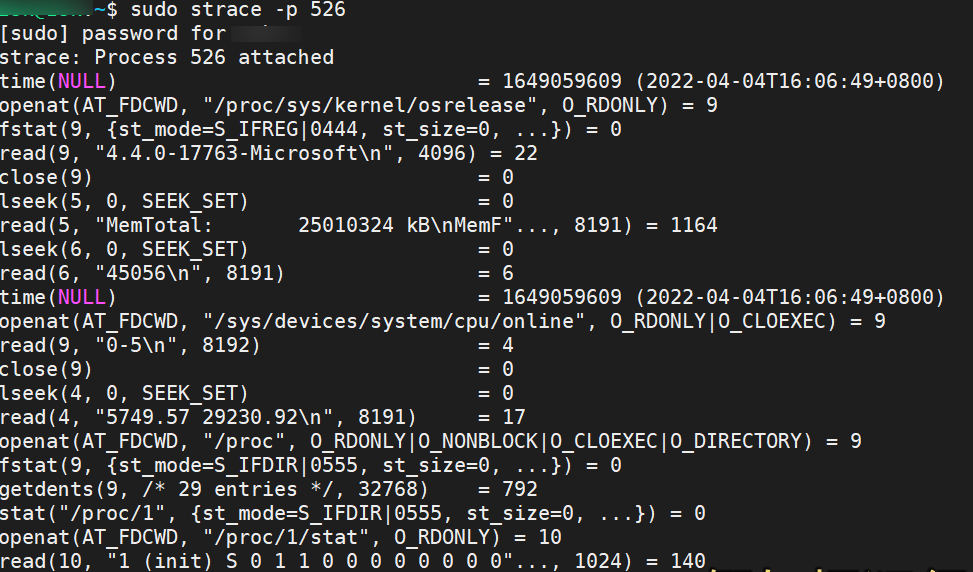 ~$ sudo strace -p 526
[sudo] password for
strace: Process 526 attached
time(NULL) = 1649059609 (2022-04-04T16:06:49+0800)
openat(AT_FDCWD, "/proc/sys/kernel/osrelease", O_RDONLY) = 9
fstat(9, {st_mode=S_IFREG|0444, st_size=0, ...}) = 0
read(9, "4.4.0-17763-Microsoft\n", 4096) = 22
close(9) = 0
lseek(5, 0, SEEK_SET) = 0
read(5, "MemTotal:       25010324 kB\nMemF"..., 8191) = 1164
lseek(6, 0, SEEK_SET) = 0
read(6, "45056\n", 8191) = 6
time(NULL) = 1649059609 (2022-04-04T16:06:49+0800)
openat(AT_FDCWD, "/sys/devices/system/cpu/online", O_RDONLY|O_CLOEXEC) = 9
read(9, "0-5\n", 8192) = 4
close(9) = 0
lseek(4, 0, SEEK_SET) = 0
read(4, "5749.57 29230.92\n", 8191) = 17
openat(AT_FDCWD, "/proc", O_RDONLY|O_NONBLOCK|O_CLOEXEC|O_DIRECTORY) = 9
fstat(9, {st_mode=S_IFDIR|0555, st_size=0, ...}) = 0
getdents(9, /* 29 entries */, 32768) = 792
stat("/proc/1", {st_mode=S_IFDIR|0555, st_size=0, ...}) = 0
openat(AT_FDCWD, "/proc/1/stat", O_RDONLY) = 10
read(10, "1 (init) S 0 1 1 0 0 0 0 0 0 0 0"..., 1024) = 140